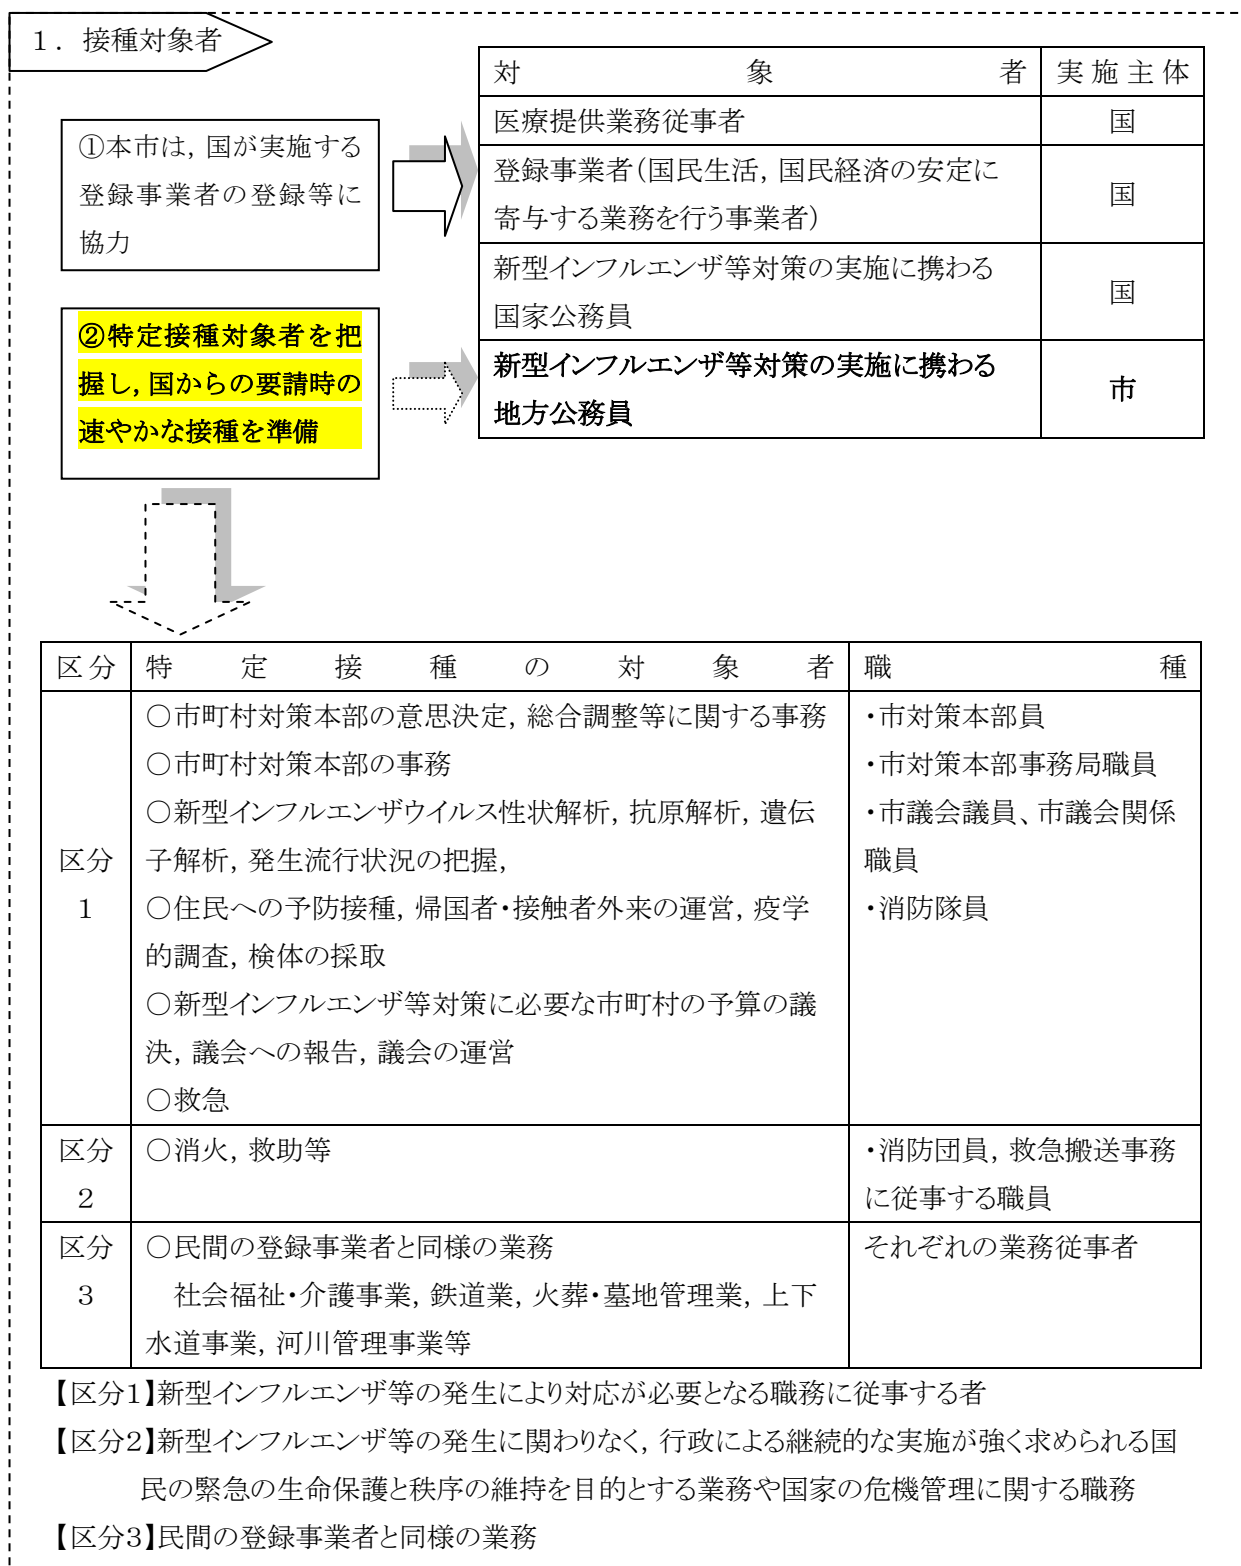 １．接種対象者
対象者 実施主体
医療提供業務従事者 国
登録事業者（国民生活，国民経済の安定に
寄与する業務を行う事業者） 国
新型インフルエンザ等対策の実施に携わる
国家公務員 国
新型インフルエンザ等対策の実施に携わる
地方公務員 市
①本市は，国が実施する
登録事業者の登録等に
協力
②特定接種対象者を把
握し，国からの要請時の
速やかな接種を準備
区分 特定接種の対象者 職種
区分
１
○市町村対策本部の意思決定，総合調整等に関する事務
○市町村対策本部の事務
○新型インフルエンザウイルス性状解析，抗原解析，遺伝
子解析，発生流行状況の把握，
○住民への予防接種，帰国者・接触者外来の運営，疫学
的調査，検体の採取
○新型インフルエンザ等対策に必要な市町村の予算の議
決，議会への報告，議会の運営
○救急
・市対策本部員
・市対策本部事務局職員
・市議会議員、市議会関係
職員
・消防隊員
区分
２
○消火，救助等
・消防団員，救急搬送事務
に従事する職員
区分
３
○民間の登録事業者と同様の業務
社会福祉・介護事業，鉄道業，火葬・墓地管理業，上下
水道事業，河川管理事業等
それぞれの業務従事者
【区分１】新型インフルエンザ等の発生により対応が必要となる職務に従事する者
【区分２】新型インフルエンザ等の発生に関わりなく，行政による継続的な実施が強く求められる国
民の緊急の生命保護と秩序の維持を目的とする業務や国家の危機管理に関する職務
【区分３】民間の登録事業者と同様の業務